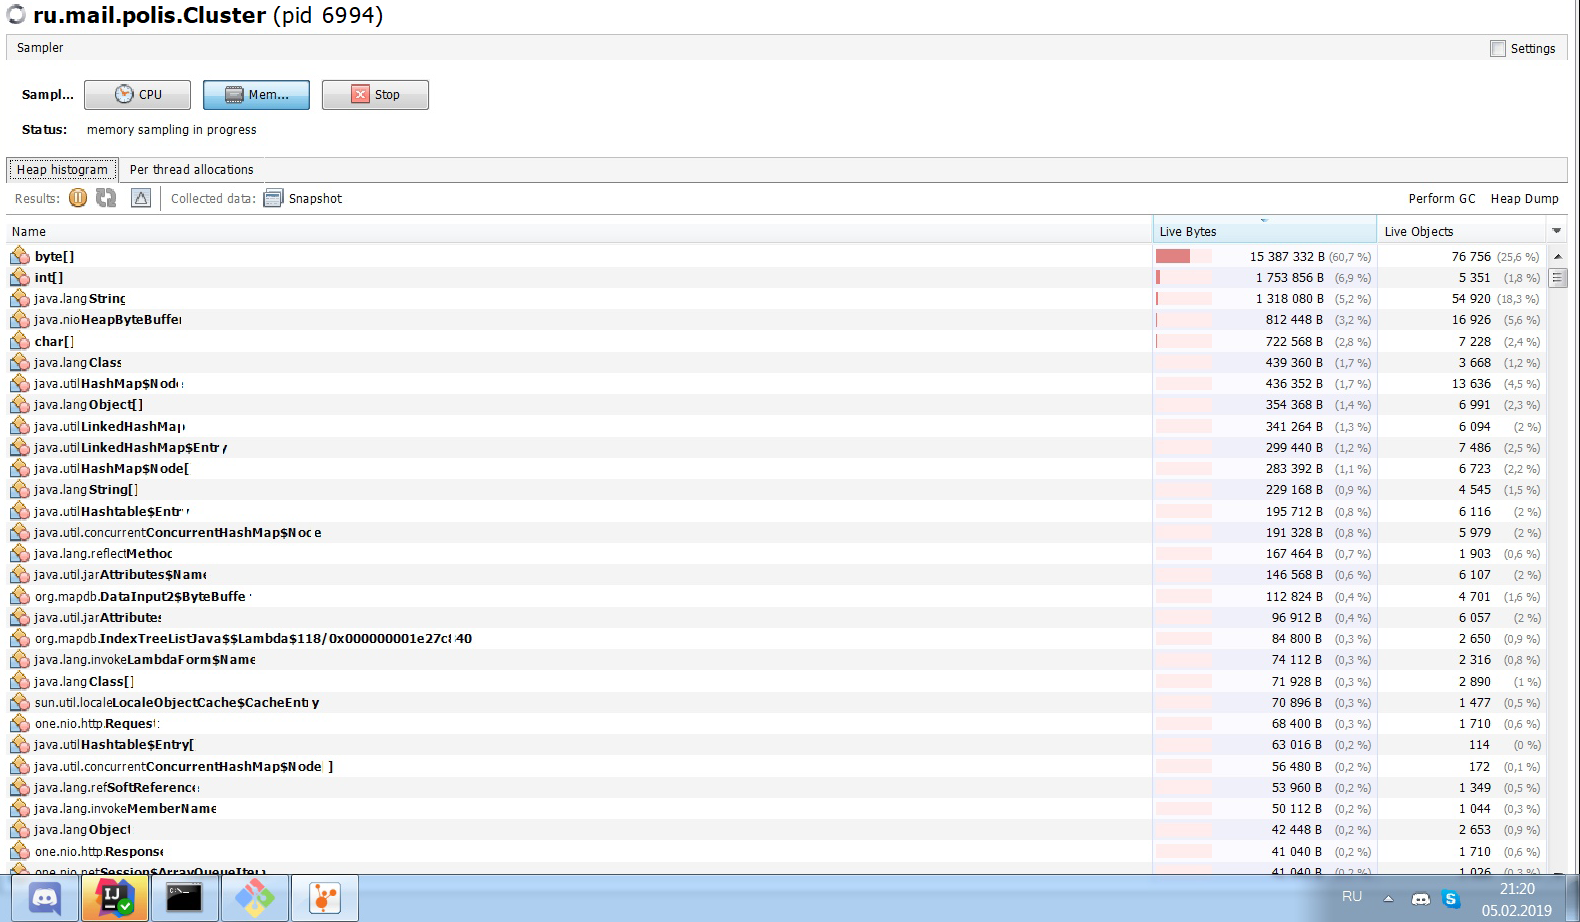 ru.mail.polis.Cluster (pid 6994)
Sampler Settings
Sampl... CPU Mem... Stop
Status: memory sampling in progress
Heap histogram Per thread allocations
Results: Collected data: Snapshot Perform GC Heap Dump
Name Live Bytes Live Objects
byte[] 15 387 332 B (60,7 %) 76 756 (25,6 %)
int[] 1 753 856 B (6,9 %) 5 351 (1,8 %)
java.lang.String 1 318 080 B (5,2 %) 54 920 (18,3 %)
java.nio.HeapByteBuffer 812 448 B (3,2 %) 16 926 (5,6 %)
char[] 722 568 B (2,8 %) 7 228 (2,4 %)
java.lang.Class 439 360 B (1,7 %) 3 668 (1,2 %)
java.util.HashMap$Node 436 352 B (1,7 %) 13 636 (4,5 %)
java.lang.Object[] 354 368 B (1,4 %) 6 991 (2,3 %)
java.util.LinkedHashMap 341 264 B (1,3 %) 6 094 (2 %)
java.util.LinkedHashMap$Entry 299 440 B (1,2 %) 7 486 (2,5 %)
java.util.HashMap$Node[ 283 392 B (1,1 %) 6 723 (2,2 %)
java.lang.String[] 229 168 B (0,9 %) 4 545 (1,5 %)
java.util.Hashtable$Entry 195 712 B (0,8 %) 6 116 (2 %)
java.util.concurrent.ConcurrentHashMap$Node 191 328 B (0,8 %) 5 979 (2 %)
java.lang.reflect.Method 167 464 B (0,7 %) 1 903 (0,6 %)
java.util.jar.Attributes$Name 146 568 B (0,6 %) 6 107 (2 %)
org.mapdb.DataInput2$ByteBuffer 112 824 B (0,4 %) 4 701 (1,6 %)
java.util.jar.Attributes 96 912 B (0,4 %) 6 057 (2 %)
org.mapdb.IndexTreeListJava$$Lambda$118/0x000000001e27c840 84 800 B (0,3 %) 2 650 (0,9 %)
java.lang.invoke.LambdaForm$Name 74 112 B (0,3 %) 2 316 (0,8 %)
java.lang.Class[] 71 928 B (0,3 %) 2 890 (1 %)
sun.util.locale.LocaleObjectCache$CacheEntry 70 896 B (0,3 %) 1 477 (0,5 %)
one.nio.http.Request 68 400 B (0,3 %) 1 710 (0,6 %)
java.util.Hashtable$Entry[ 63 016 B (0,2 %) 114 (0 %)
java.util.concurrent.ConcurrentHashMap$Node[] 56 480 B (0,2 %) 172 (0,1 %)
java.lang.ref.SoftReference 53 960 B (0,2 %) 1 349 (0,5 %)
java.lang.invoke.MemberName 50 112 B (0,2 %) 1 044 (0,3 %)
java.lang.Object 42 448 B (0,2 %) 2 653 (0,9 %)
one.nio.http.Response 41 040 B (0,2 %) 1 710 (0,6 %)
one.nio.net.Session$ArrayQueueItem 41 040 B (0,2 %) 1 026 (0,3 %)
RU 21:20
05.02.2019